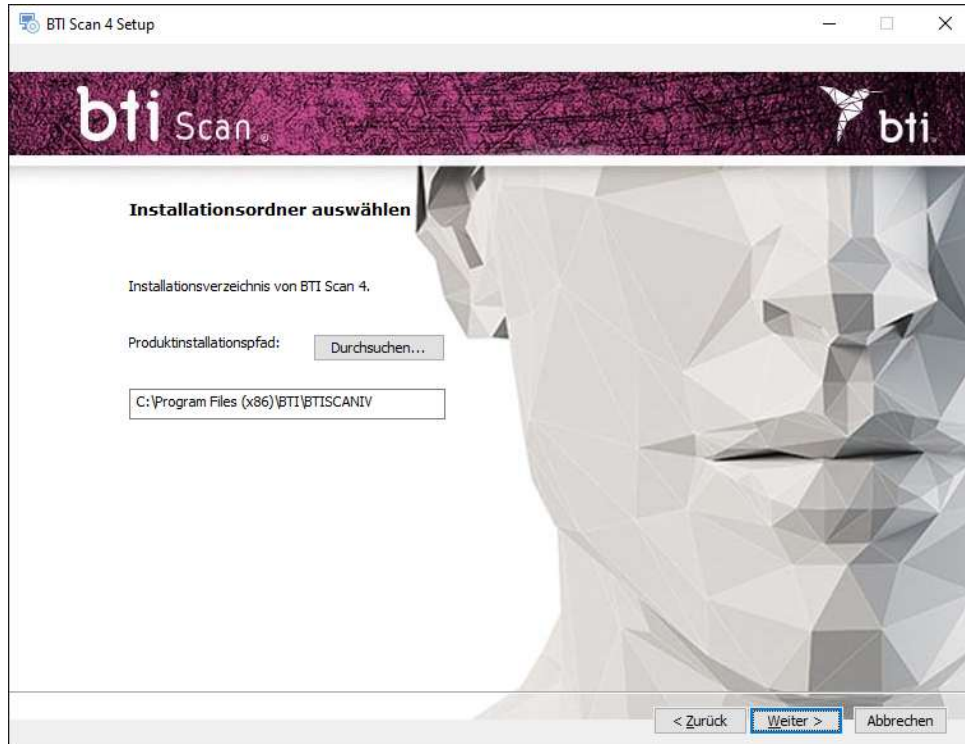 BTI Scan 4 Setup
bti Scan®
bti
Installationsordner auswählen
Installationsverzeichnis von BTI Scan 4.
Produktinstallationspfad:
Durchsuchen...
C:\Program Files (x86)\BTI\BTISCANIV
< Zurück Weiter > Abbrechen